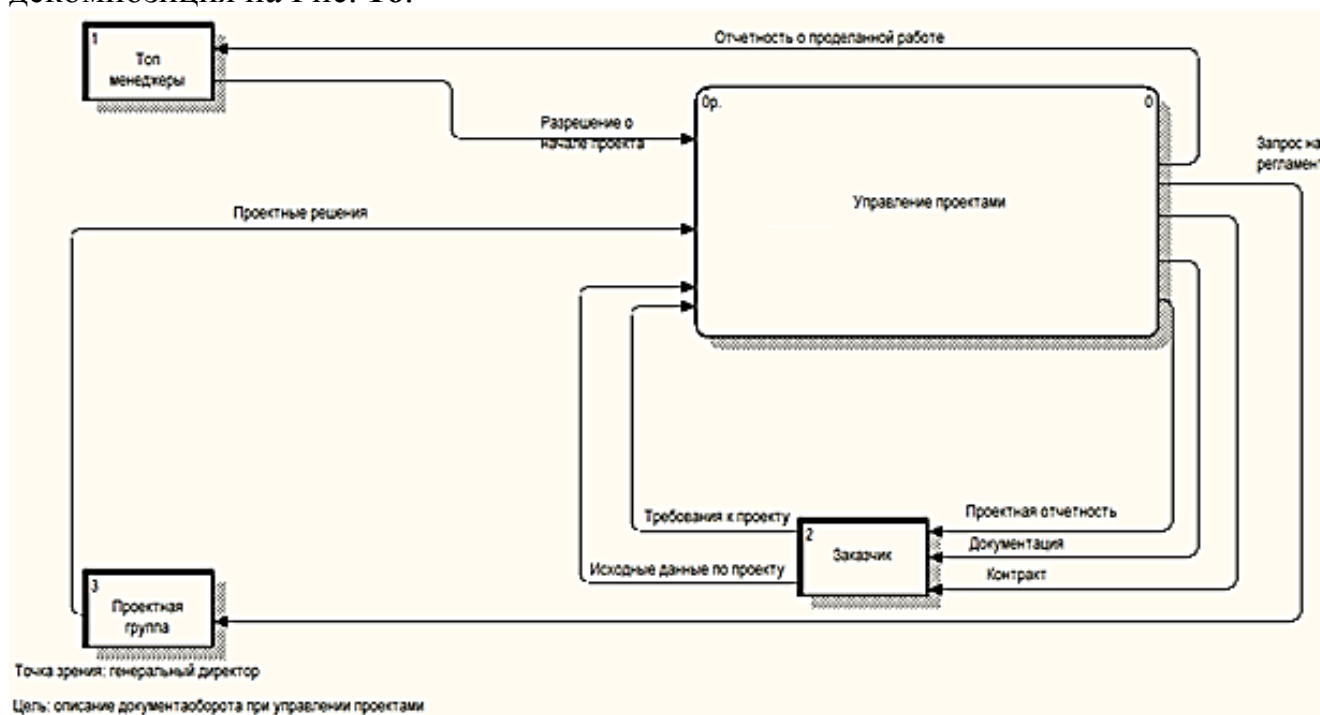 декомпозиция на Рис. 10.
1
Топ
менеджеры
Отчетность о проделанной работе
Разрешение о
начале проекта
0р.
0
Управление проектами
Запрос на
регламент
Проектные решения
Требования к проекту
Исходные данные по проекту
2
Заказчик
Проектная отчетность
Документация
Контракт
3
Проектная
группа
Точка зрения: генеральный директор
Цель: описание документаоборота при управлении проектами